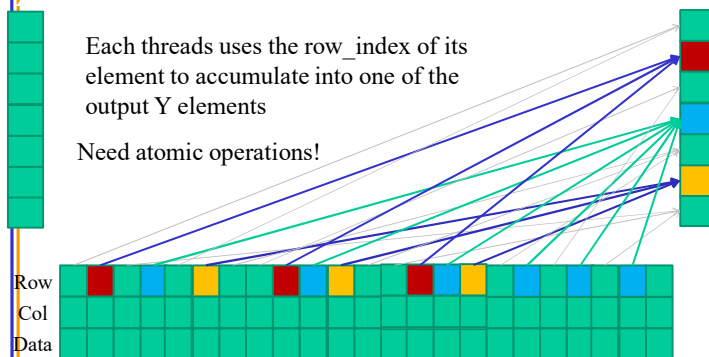 Each threads uses the row_index of its
element to accumulate into one of the
output Y elements
Need atomic operations!
Row
Col
Data